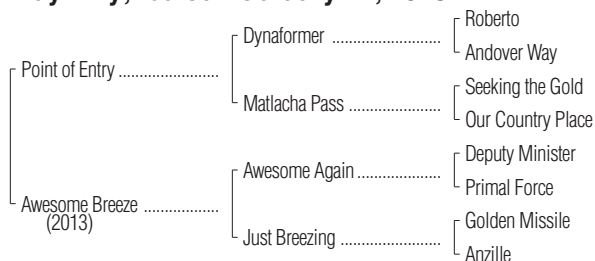 Roberto
Dynaformer ......................
Andover Way
Point of Entry ....................
Seeking the Gold
Matlacha Pass ...................
Our Country Place
Deputy Minister
Awesome Again .................
Primal Force
Awesome Breeze ...............
(2013)
Golden Missile
Just Breezing ....................
Anzille